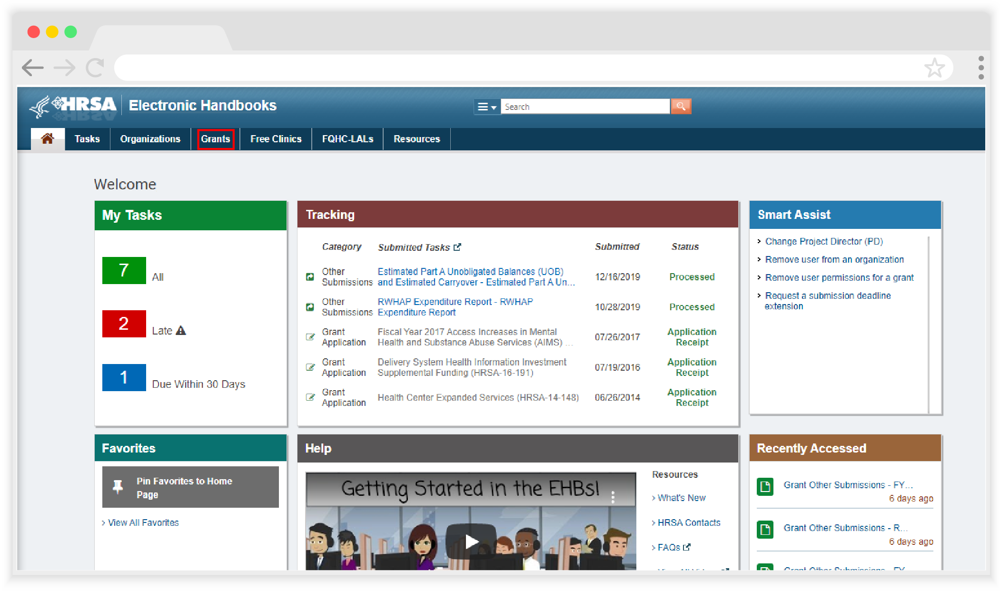 HRSA
Electronic Handbooks
Search
Tasks
Organizations
Grants
Free Clinics
FQHC-LALs
Resources
Welcome
My Tasks
7
All
2
Late
1
Due Within 30 Days
Tracking
Category
Submitted Tasks
Submitted
Status
Other
Submissions
Estimated Part A Unobligated Balances (UOB)
and Estimated Carryover - Estimated Part A Un...
12/16/2019
Processed
Other
Submissions
RWHAP Expenditure Report - RWHAP
Expenditure Report
10/28/2019
Processed
Grant
Application
Fiscal Year 2017 Access Increases in Mental
Health and Substance Abuse Services (AIMS) ...
07/26/2017
Application
Receipt
Grant
Application
Delivery System Health Information Investment
Supplemental Funding (HRSA-16-191)
07/19/2016
Application
Receipt
Grant
Application
Health Center Expanded Services (HRSA-14-148)
06/26/2014
Application
Receipt
Smart Assist
Change Project Director (PD)
Remove user from an organization
Remove user permissions for a grant
Request a submission deadline
extension
Favorites
Pin Favorites to Home
Page
View All Favorites
Help
Getting Started in the EHBs!
Resources
What's New
HRSA Contacts
FAQs
Recently Accessed
Grant Other Submissions - FY...
6 days ago
Grant Other Submissions - R...
6 days ago
Grant Other Submissions - FY